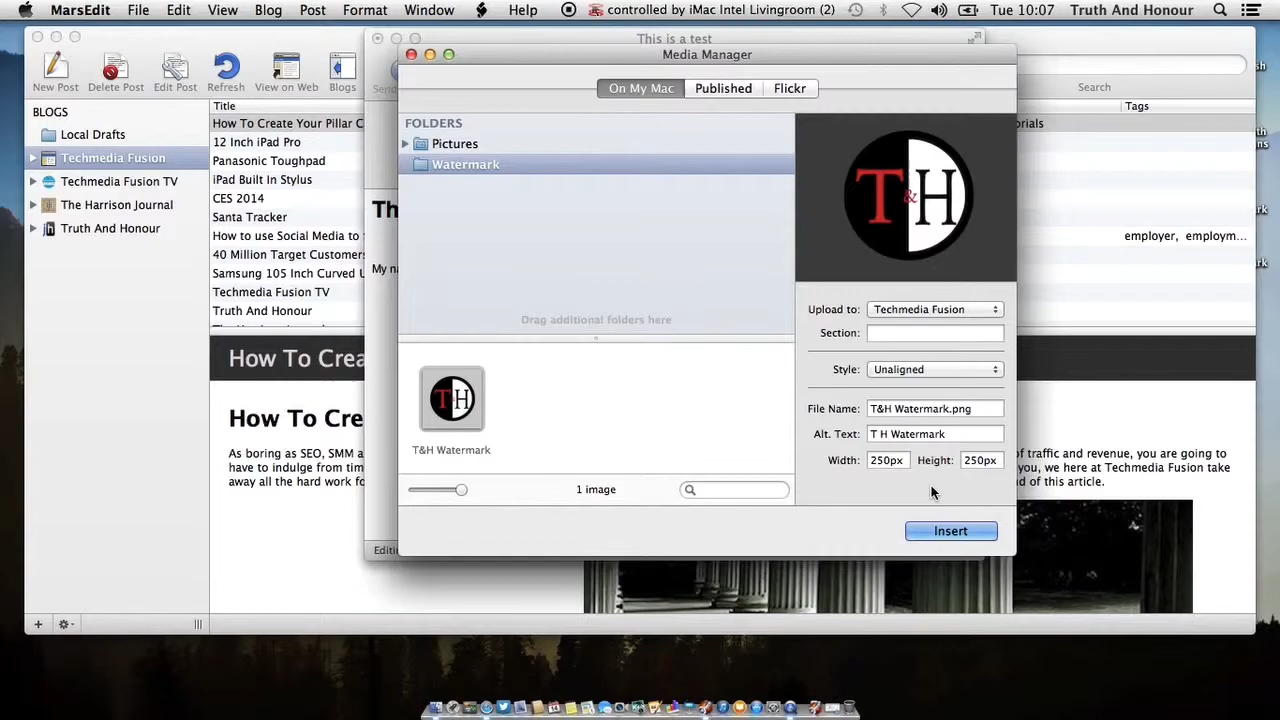 MarsEdit File Edit View Blog Post Format Window Help controlled by iMac Intel Livingroom (2) Tue 10:07 Truth And Honour
This is a test
Media Manager
New Post Delete Post Edit Post Refresh View on Web Blogs Search
On My Mac Published Flickr
BLOGS
Local Drafts
Techmedia Fusion
Techmedia Fusion TV
The Harrison Journal
Truth And Honour
Title Tags
How To Create Your Pillar C
12 Inch iPad Pro
Panasonic Toughpad
iPad Built In Stylus
CES 2014
Santa Tracker
How to use Social Media to employer, employm...
40 Million Target Customers
Samsung 105 Inch Curved U
Techmedia Fusion TV
Truth And Honour
FOLDERS
Pictures
Watermark
Drag additional folders here
T&H
T&H
T&H Watermark
1 image
Upload to: Techmedia Fusion
Section:
Style: Unaligned
File Name: T&H Watermark.png
Alt. Text: T H Watermark
Width: 250px Height: 250px
Insert
Th
My na
How To Crea
How To Cre
As boring as SEO, SMM a of traffic and revenue, you are going to
have to indulge from tim you, we here at Techmedia Fusion take
away all the hard work fo d of this article.